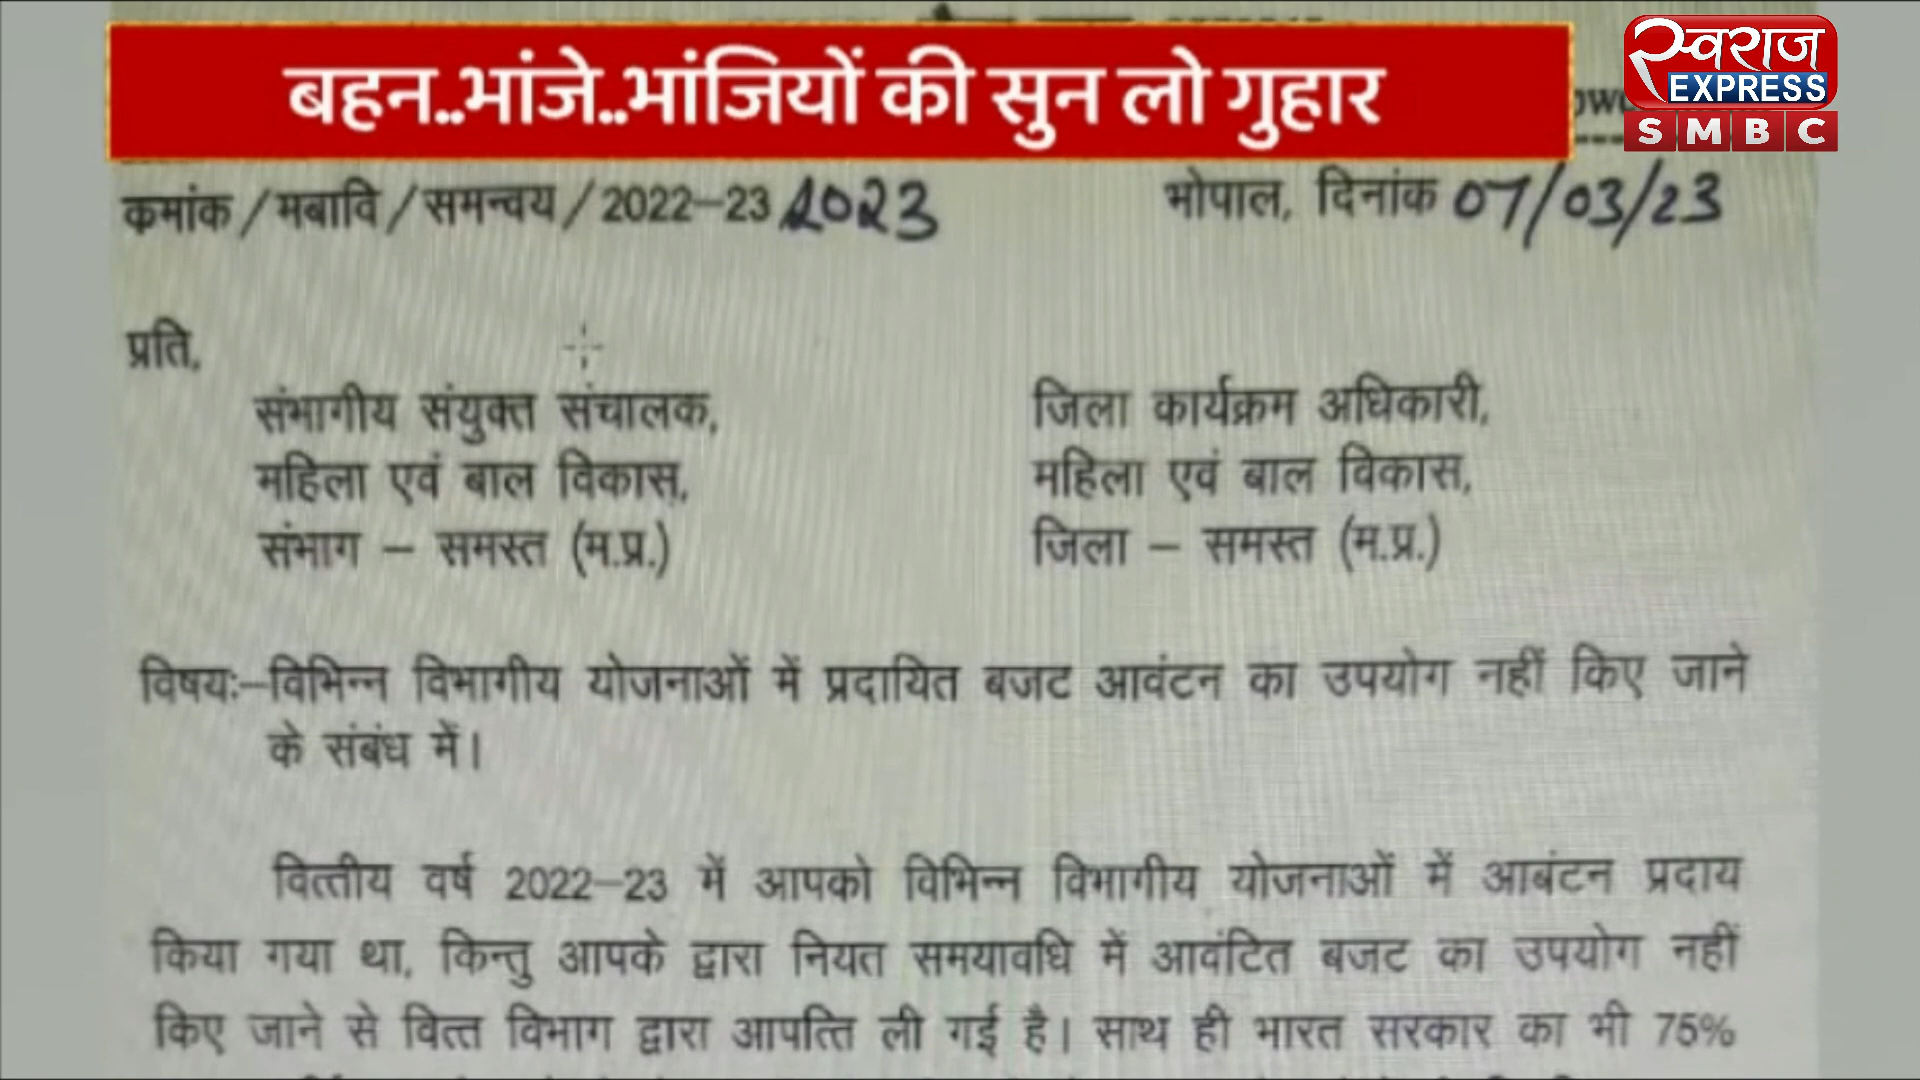 बहन..भांजे..भांजियों की सुन लो गुहार
स्वराज
EXPRESS
SMBC
कमांक/मबावि/समन्वय/2022-23 2023
भोपाल, दिनांक 07/03/23
प्रति,
संभागीय संयुक्त संचालक,
महिला एवं बाल विकास,
संभाग – समस्त (म.प्र.)
जिला कार्यक्रम अधिकारी,
महिला एवं बाल विकास,
जिला – समस्त (म.प्र.)
विषयः–विभिन्न विभागीय योजनाओं में प्रदायित बजट आवंटन का उपयोग नहीं किए जाने
के संबंध में।
वित्तीय वर्ष 2022–23 में आपको विभिन्न विभागीय योजनाओं में आबंटन प्रदाय
किया गया था, किन्तु आपके द्वारा नियत समयावधि में आवंटित बजट का उपयोग नहीं
किए जाने से वित्त विभाग द्वारा आपत्ति ली गई है। साथ ही भारत सरकार का भी 75%